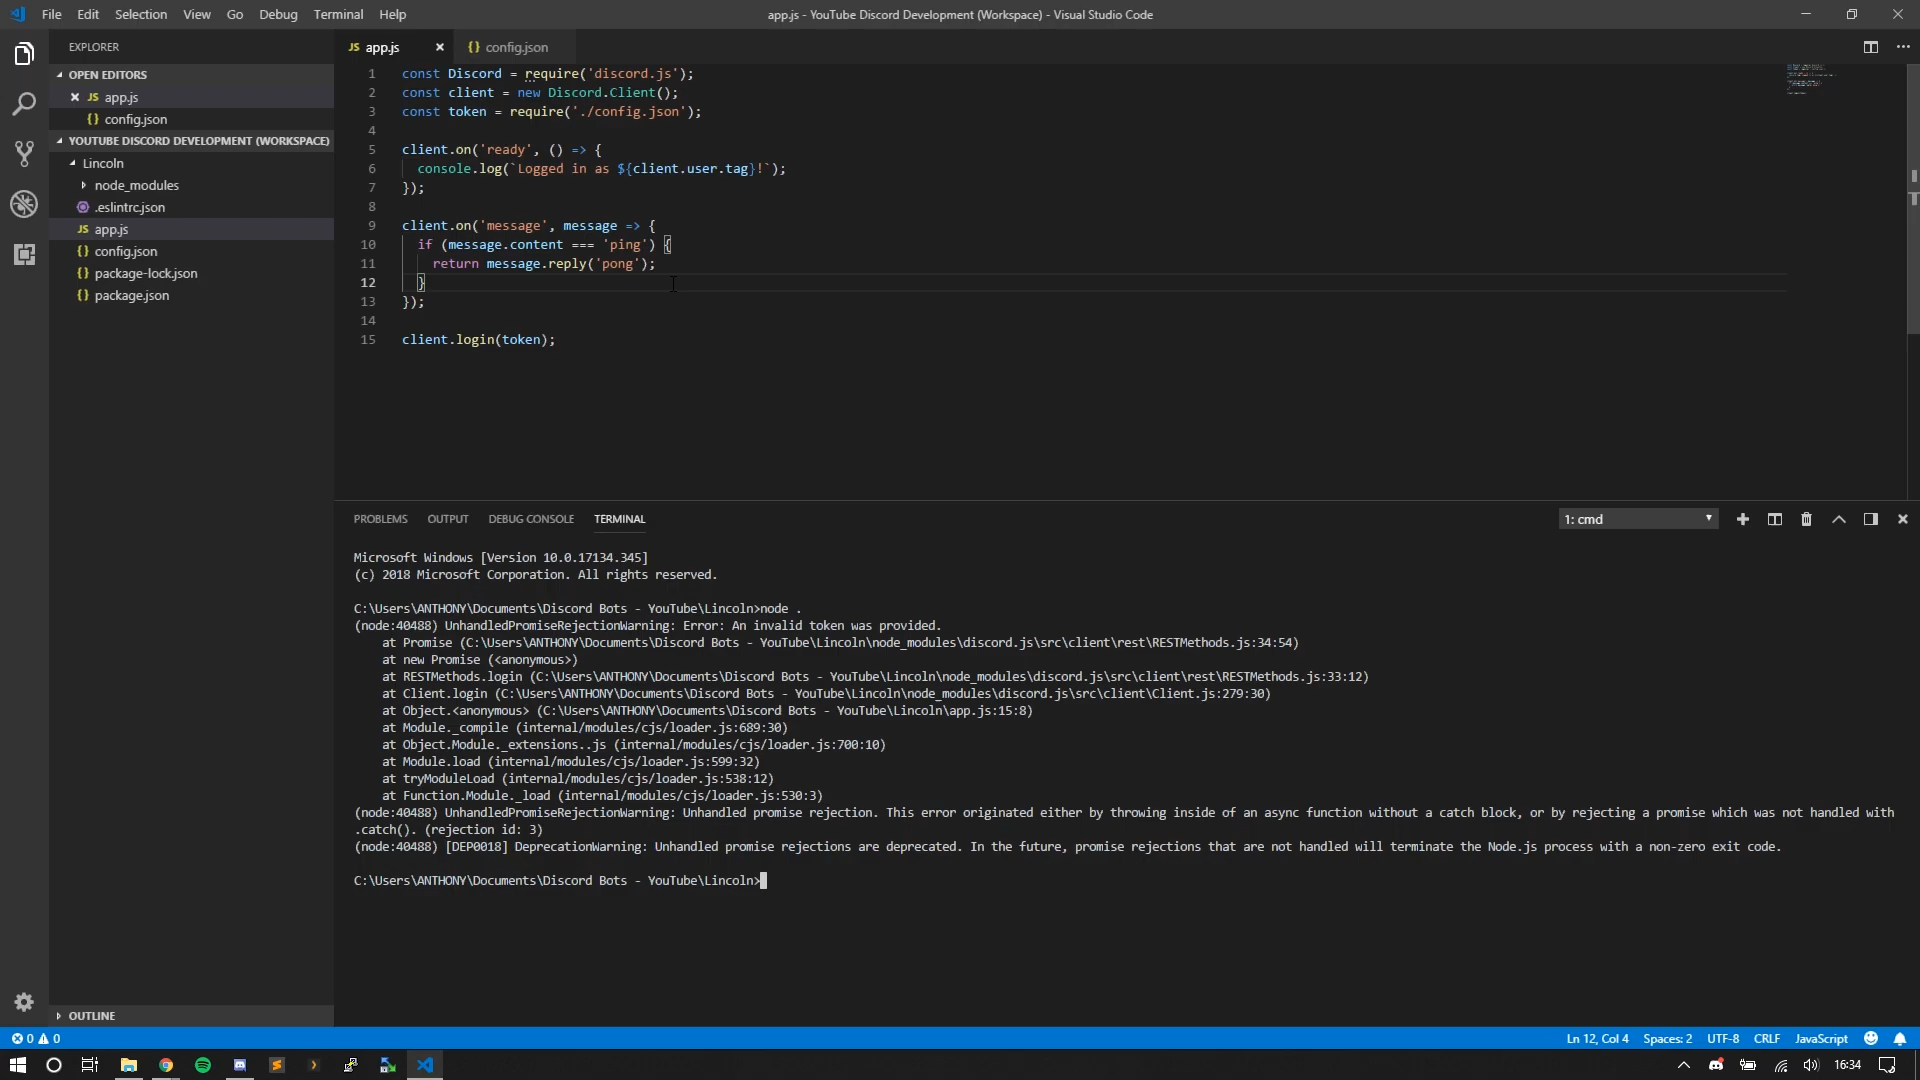 File Edit Selection View Go Debug Terminal Help
app.js - YouTube Discord Development (Workspace) - Visual Studio Code
EXPLORER
OPEN EDITORS
JS app.js
{} config.json
YOUTUBE DISCORD DEVELOPMENT (WORKSPACE)
Lincoln
node_modules
.eslintrc.json
JS app.js
{} config.json
{} package-lock.json
{} package.json
OUTLINE
JS app.js
{} config.json
1 const Discord = require('discord.js');
2 const client = new Discord.Client();
3 const token = require('./config.json');
4
5 client.on('ready', () => {
6 console.log(`Logged in as ${client.user.tag}!`);
7 });
8
9 client.on('message', message => {
10 if (message.content === 'ping') {
11 return message.reply('pong');
12 }
13 });
14
15 client.login(token);
PROBLEMS OUTPUT DEBUG CONSOLE TERMINAL
1: cmd
Microsoft Windows [Version 10.0.17134.345]
(c) 2018 Microsoft Corporation. All rights reserved.
C:\Users\ANTHONY\Documents\Discord Bots - YouTube\Lincoln>node .
(node:40488) UnhandledPromiseRejectionWarning: Error: An invalid token was provided.
at Promise (C:\Users\ANTHONY\Documents\Discord Bots - YouTube\Lincoln\node_modules\discord.js\src\client\rest\RESTMethods.js:34:54)
at new Promise (<anonymous>)
at RESTMethods.login (C:\Users\ANTHONY\Documents\Discord Bots - YouTube\Lincoln\node_modules\discord.js\src\client\rest\RESTMethods.js:33:12)
at Client.login (C:\Users\ANTHONY\Documents\Discord Bots - YouTube\Lincoln\node_modules\discord.js\src\client\Client.js:279:30)
at Object.<anonymous> (C:\Users\ANTHONY\Documents\Discord Bots - YouTube\Lincoln\app.js:15:8)
at Module._compile (internal/modules/cjs/loader.js:689:30)
at Object.Module._extensions..js (internal/modules/cjs/loader.js:700:10)
at Module.load (internal/modules/cjs/loader.js:599:32)
at tryModuleLoad (internal/modules/cjs/loader.js:538:12)
at Function.Module._load (internal/modules/cjs/loader.js:530:3)
(node:40488) UnhandledPromiseRejectionWarning: Unhandled promise rejection. This error originated either by throwing inside of an async function without a catch block, or by rejecting a promise which was not handled with
.catch(). (rejection id: 3)
(node:40488) [DEP0018] DeprecationWarning: Unhandled promise rejections are deprecated. In the future, promise rejections that are not handled will terminate the Node.js process with a non-zero exit code.
C:\Users\ANTHONY\Documents\Discord Bots - YouTube\Lincoln>
0 0
Ln 12, Col 4 Spaces: 2 UTF-8 CRLF JavaScript
16:34